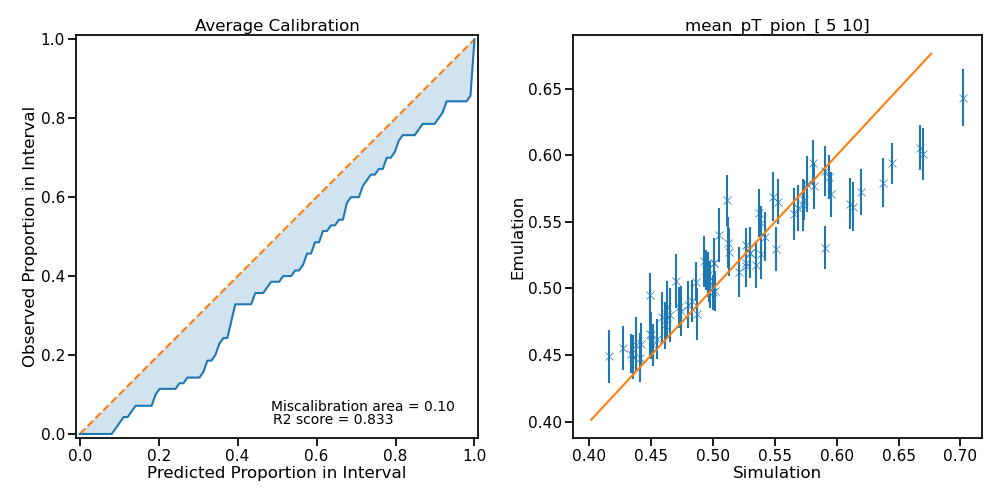 Average Calibration
1.0
0.8
0.6
0.4
0.2
0.0
Observed Proportion in Interval
Miscalibration area = 0.10
R2 score = 0.833
0.0 0.2 0.4 0.6 0.8 1.0
Predicted Proportion in Interval
mean_pT_pion_[ 5 10]
0.65
0.60
0.55
0.50
0.45
0.40
Emulation
0.40 0.45 0.50 0.55 0.60 0.65 0.70
Simulation